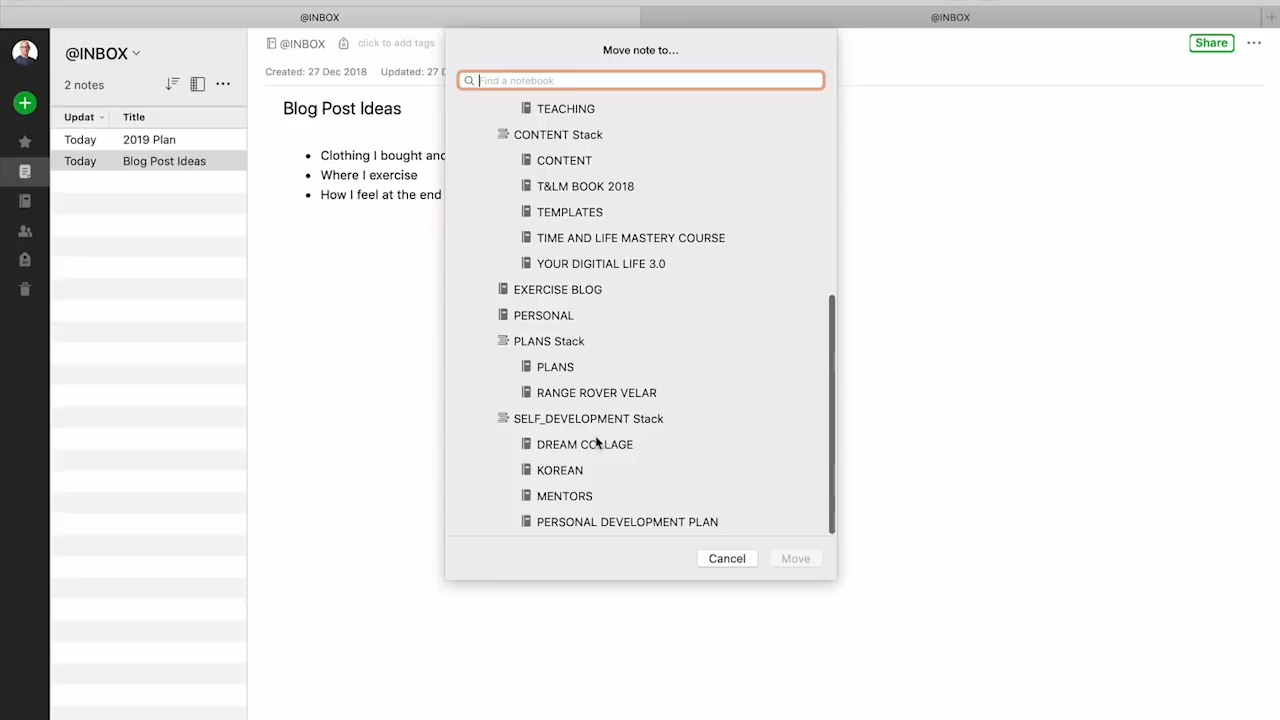 @INBOX
@INBOX
@INBOX
2 notes
Updat Title
Today 2019 Plan
Today Blog Post Ideas
@INBOX click to add tags
Share
Created: 27 Dec 2018 Updated: 27 D
Blog Post Ideas
Clothing I bought and
Where I exercise
How I feel at the end
Move note to...
Find a notebook
TEACHING
CONTENT Stack
CONTENT
T&LM BOOK 2018
TEMPLATES
TIME AND LIFE MASTERY COURSE
YOUR DIGITIAL LIFE 3.0
EXERCISE BLOG
PERSONAL
PLANS Stack
PLANS
RANGE ROVER VELAR
SELF_DEVELOPMENT Stack
DREAM COLLAGE
KOREAN
MENTORS
PERSONAL DEVELOPMENT PLAN
Cancel Move